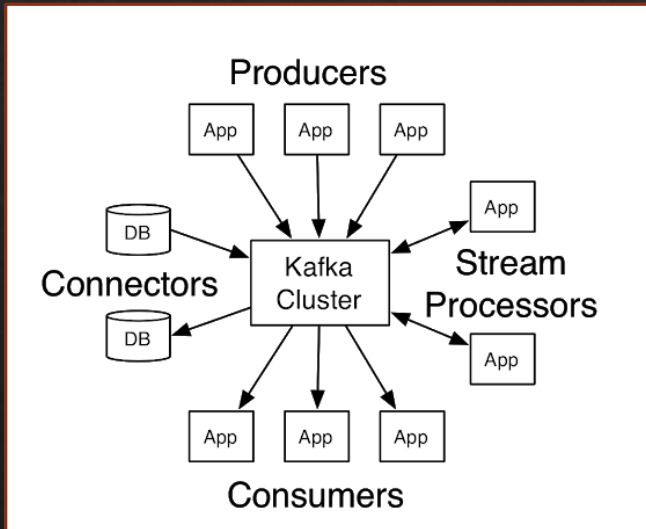 Producers
App
App
App
App
DB
Kafka
Cluster
Stream
Processors
Connectors
DB
App
App
App
App
Consumers